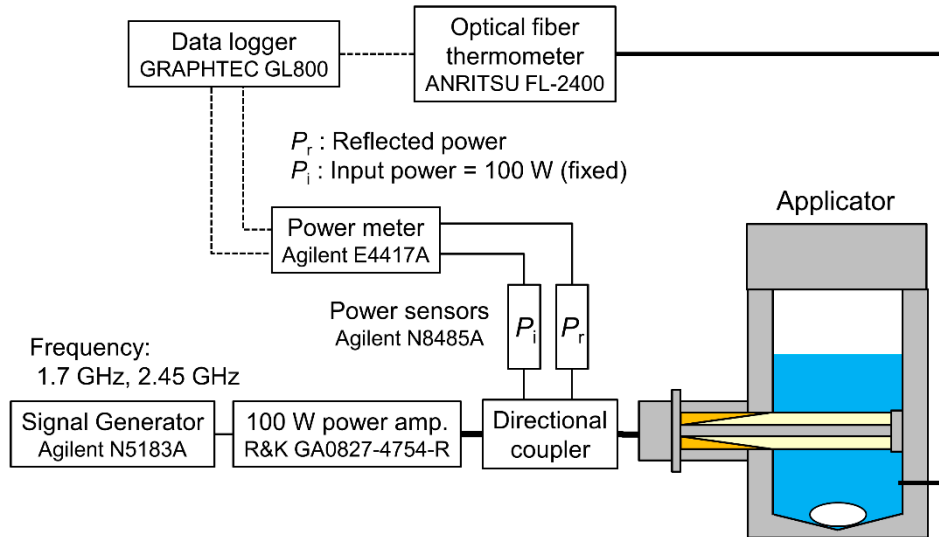 Data logger
GRAPHTEC GL800
Optical fiber
thermometer
ANRITSU FL-2400
Pr : Reflected power
Pi : Input power = 100 W (fixed)
Applicator
Power meter
Agilent E4417A
Power sensors
Agilent N8485A
Pi
Pr
Frequency:
1.7 GHz, 2.45 GHz
Signal Generator
Agilent N5183A
100 W power amp.
R&K GA0827-4754-R
Directional
coupler